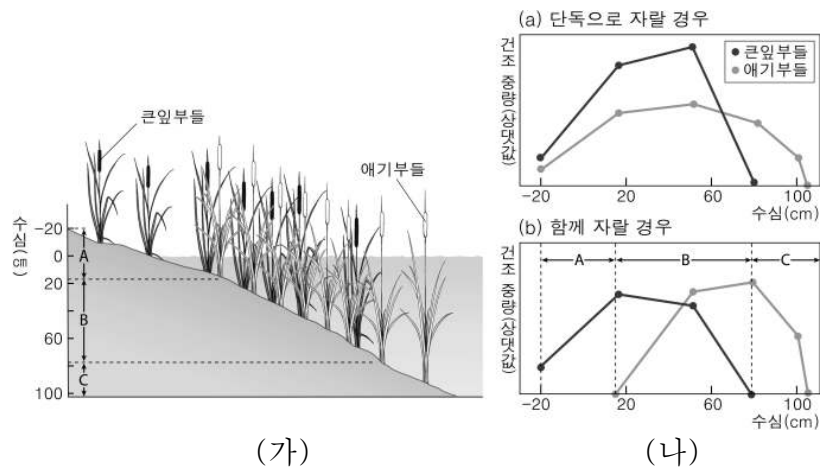 큰잎부들
애기부들
수심(㎝)
-20
0
20
60
100
A
B
C
(가)
(a) 단독으로 자랄 경우
건조 중량(상댓값)
큰잎부들
애기부들
-20 20 60 100
수심(cm)
(b) 함께 자랄 경우
건조 중량(상댓값)
A B C
-20 20 60 100
수심(cm)
(나)